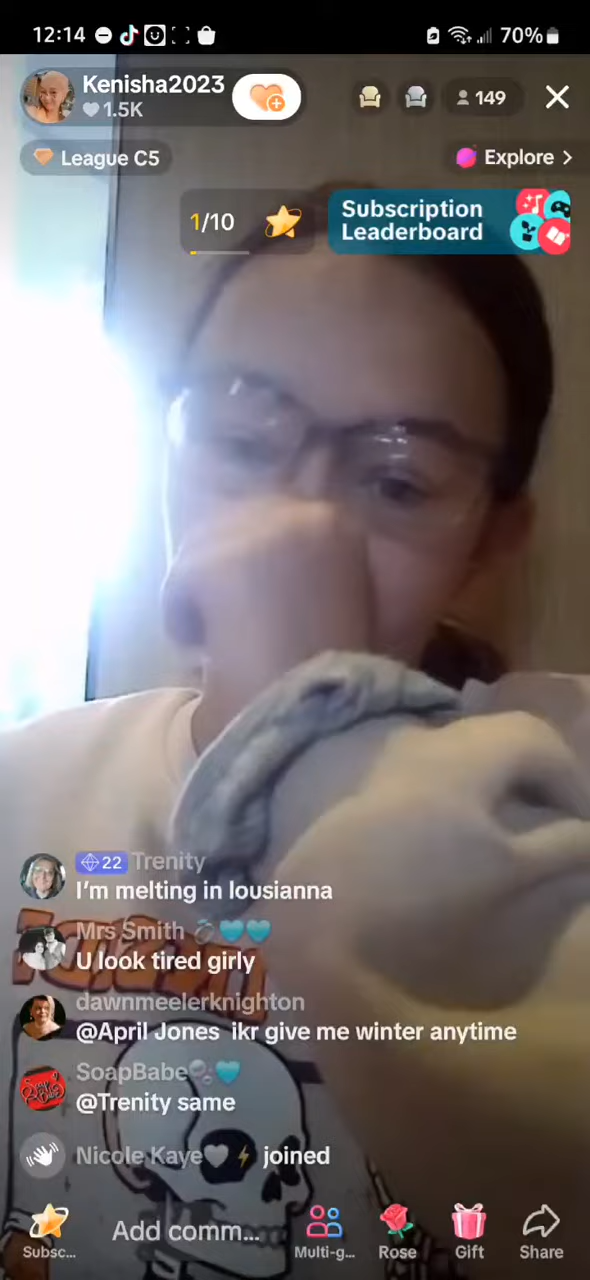 12:14
70%
Kenisha2023
1.5K
149
League C5
Explore >
1/10
Subscription
Leaderboard
22 Trenity
I'm melting in lousianna
Mrs Smith
U look tired girly
dawnmeelerknighton
@April Jones ikr give me winter anytime
SoapBabe
@Trenity same
Nicole Kaye joined
Add comm...
Subsc...
Multi-g...
Rose
Gift
Share